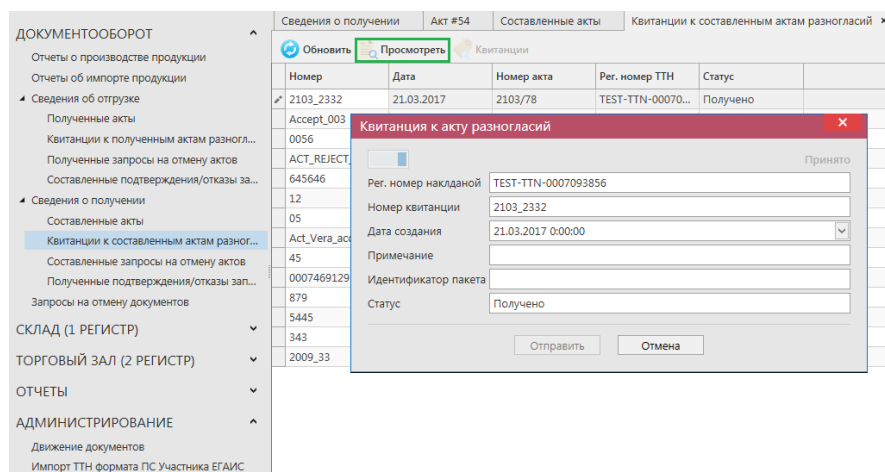 ДОКУМЕНТООБОРОТ
Отчеты о производстве продукции
Отчеты об импорте продукции
Сведения об отгрузке
Полученные акты
Квитанции к полученным актам разногл...
Полученные запросы на отмену актов
Составленные подтверждения/отказы за...
Сведения о получении
Составленные акты
Квитанции к составленным актам разног...
Составленные запросы на отмену актов
Полученные подтверждения/отказы зап...
Запросы на отмену документов
СКЛАД (1 РЕГИСТР)
ТОРГОВЫЙ ЗАЛ (2 РЕГИСТР)
ОТЧЕТЫ
АДМИНИСТРИРОВАНИЕ
Движение документов
Импорт ТТН формата ПС Участника ЕГАИС
Сведения о получении Акт #54 Составленные акты Квитанции к составленным актам разногласий ×
Обновить Просмотреть Квитанции
Номер Дата Номер акта Рег. номер ТТН Статус
2103_2332 21.03.2017 2103/78 TEST-TTN-00070... Получено
Accept_003
0056
ACT_REJECT_
645646
12
05
Act_Vera_acc
45
0007469129
879
5445
343
2009_33
Квитанция к акту разногласий
Принято
Рег. номер наклданой TEST-TTN-0007093856
Номер квитанции 2103_2332
Дата создания 21.03.2017 0:00:00
Примечание
Идентификатор пакета
Статус Получено
Отправить Отмена